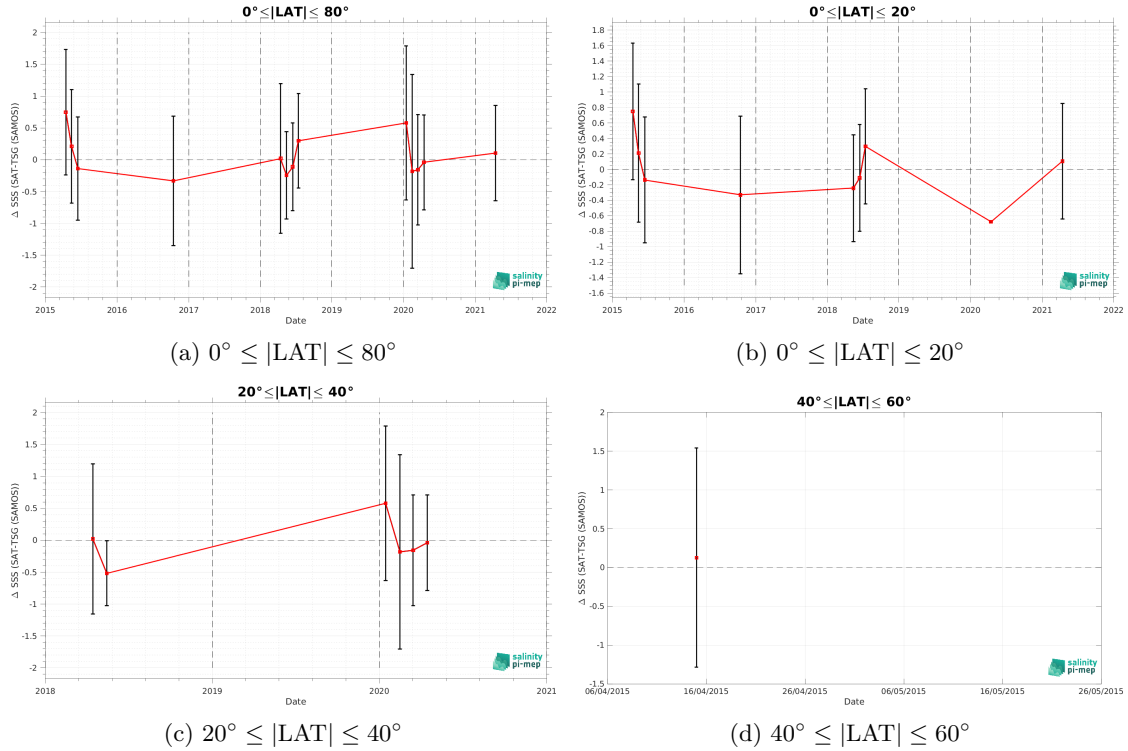 0°≤|LAT|≤ 80°
Δ SSS (SAT-TSG (SAMOS))
2
1.5
1
0.5
0
-0.5
-1
-1.5
-2
2015 2016 2017 2018 2019 2020 2021 2022
Date
salinity
pi-mep
(a) 0° ≤ |LAT| ≤ 80°
0°≤|LAT|≤ 20°
Δ SSS (SAT-TSG (SAMOS))
1.8
1.6
1.4
1.2
1
0.8
0.6
0.4
0.2
0
-0.2
-0.4
-0.6
-0.8
-1
-1.2
-1.4
-1.6
2015 2016 2017 2018 2019 2020 2021 2022
Date
salinity
pi-mep
(b) 0° ≤ |LAT| ≤ 20°
20°≤|LAT|≤ 40°
Δ SSS (SAT-TSG (SAMOS))
2
1.5
1
0.5
0
-0.5
-1
-1.5
-2
2018 2019 2020 2021
Date
salinity
pi-mep
(c) 20° ≤ |LAT| ≤ 40°
40°≤|LAT|≤ 60°
Δ SSS (SAT-TSG (SAMOS))
2
1.5
1
0.5
0
-0.5
-1
-1.5
06/04/2015 16/04/2015 26/04/2015 06/05/2015 16/05/2015 26/05/2015
Date
salinity
pi-mep
(d) 40° ≤ |LAT| ≤ 60°